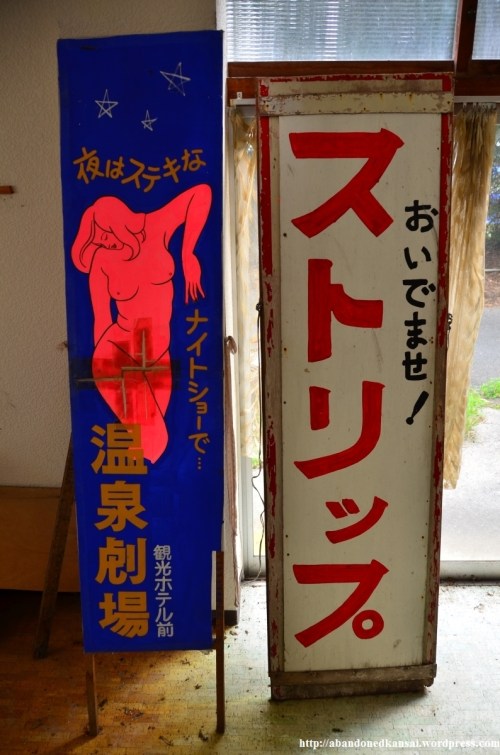 夜はステキな
ナイトショーで…
温泉劇場
観光ホテル前
ストリップ
おいでませ!
http://abandonedkansai.wordpress.com